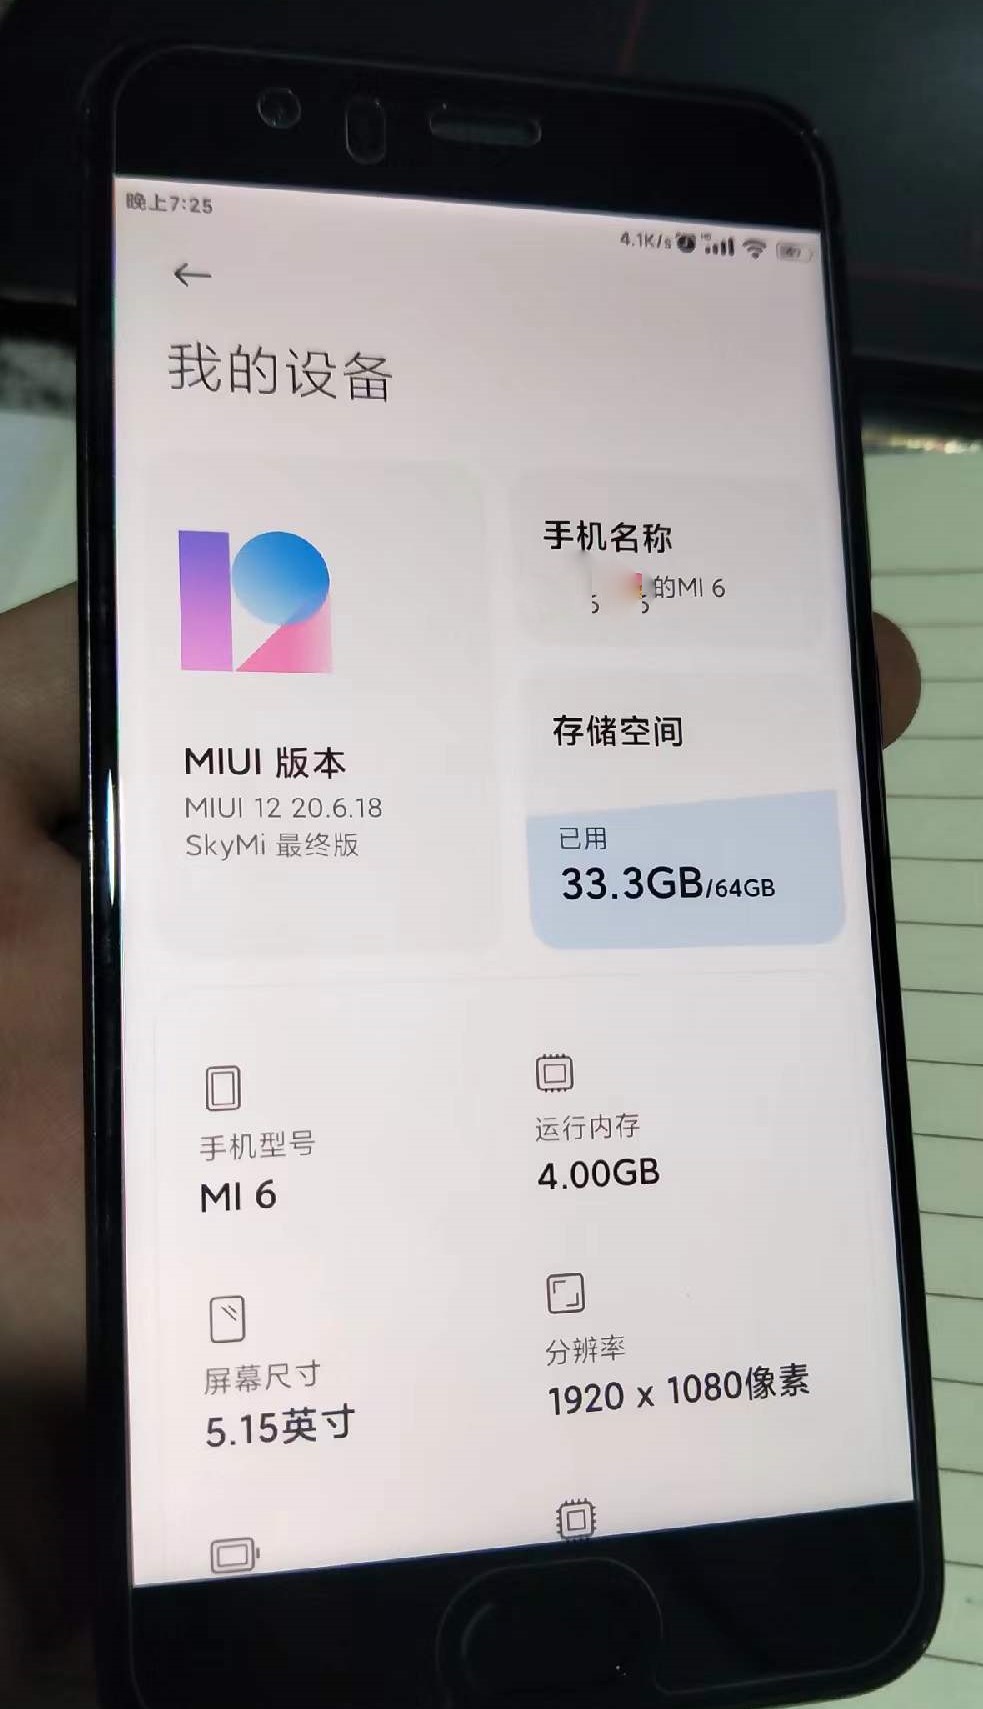 晚上7:25
4.1K/s
我的设备
12
手机名称
的MI 6
MIUI 版本
MIUI 12 20.6.18
SkyMi 最终版
存储空间
已用
33.3GB/64GB
手机型号
MI 6
运行内存
4.00GB
屏幕尺寸
5.15英寸
分辨率
1920 x 1080像素